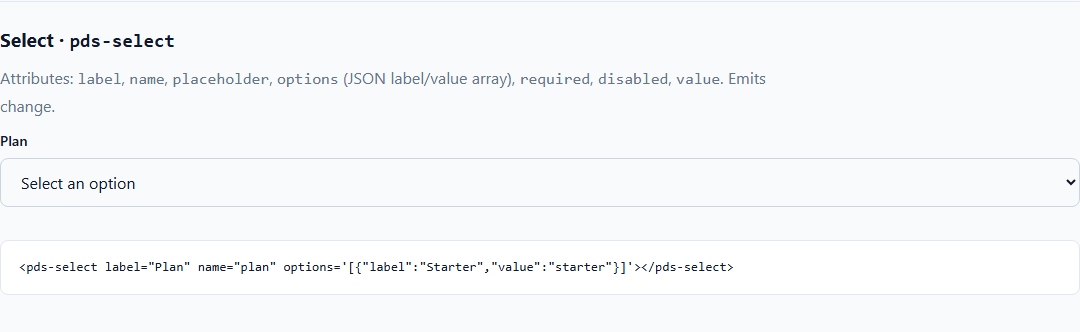 Select · pds-select
Attributes: label, name, placeholder, options (JSON label/value array), required, disabled, value. Emits
change.
Plan
Select an option
<pds-select label="Plan" name="plan" options='[{"label":"Starter","value":"starter"}]'></pds-select>